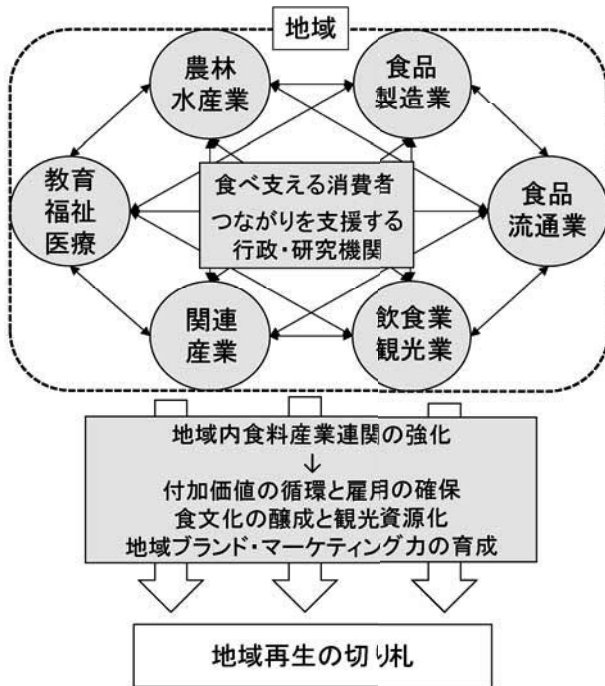 地域
農林
水産業
食品
製造業
教育
福祉
医療
食べ支える消費者
つながりを支援する
行政・研究機関
食品
流通業
関連
産業
飲食業
観光業
地域内食料産業連関の強化
↓
付加価値の循環と雇用の確保
食文化の醸成と観光資源化
地域ブランド・マーケティング力の育成
地域再生の切り札